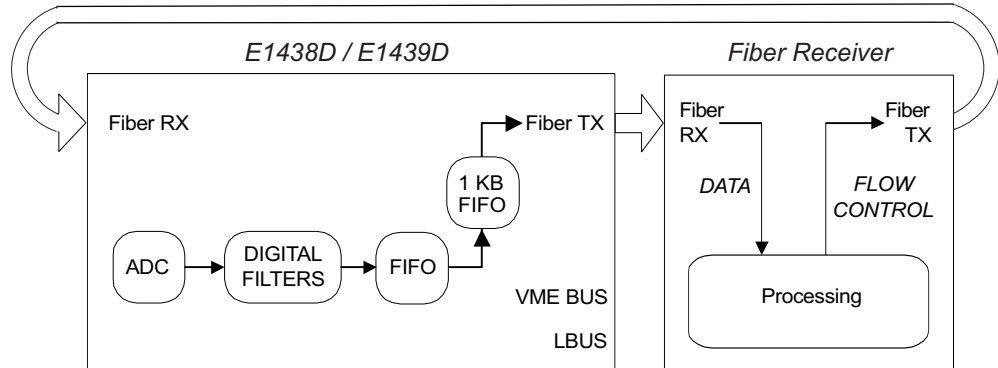 E1438D / E1439D
Fiber Receiver
Fiber RX
Fiber TX
1 KB
FIFO
ADC
DIGITAL
FILTERS
FIFO
VME BUS
LBUS
Fiber
RX
Fiber
TX
DATA
FLOW
CONTROL
Processing